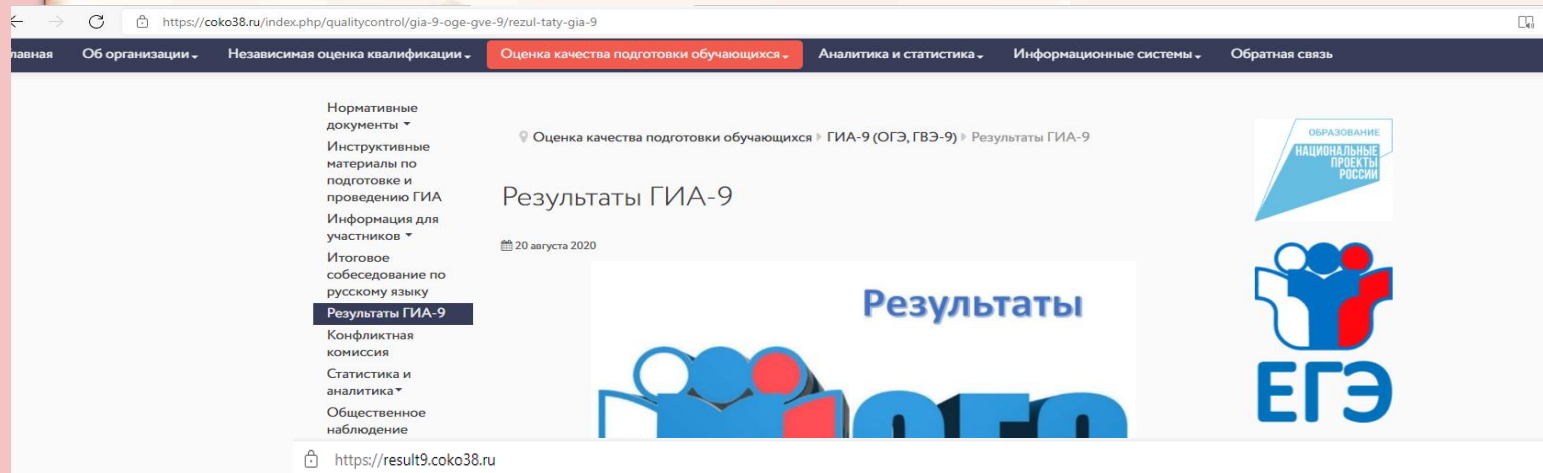 https://coko38.ru/index.php/qualitycontrol/gia-9-oge-gve-9/rezul-taty-gia-9
лавная Об организации Независимая оценка квалификации Оценка качества подготовки обучающихся Аналитика и статистика Информационные системы Обратная связь
Нормативные
документы
Инструктивные
материалы по
подготовке и
проведению ГИА
Информация для
участников
Итоговое
собеседование по
русскому языку
Результаты ГИА-9
Конфликтная
комиссия
Статистика и
аналитика
Общественное
наблюдение
Оценка качества подготовки обучающихся ГИА-9 (ОГЭ, ГВЭ-9) Результаты ГИА-9
Результаты ГИА-9
20 августа 2020
Результаты
ОГЭ
ОБРАЗОВАНИЕ
НАЦИОНАЛЬНЫЕ
ПРОЕКТЫ
РОССИИ
ЕГЭ
https://result9.coko38.ru